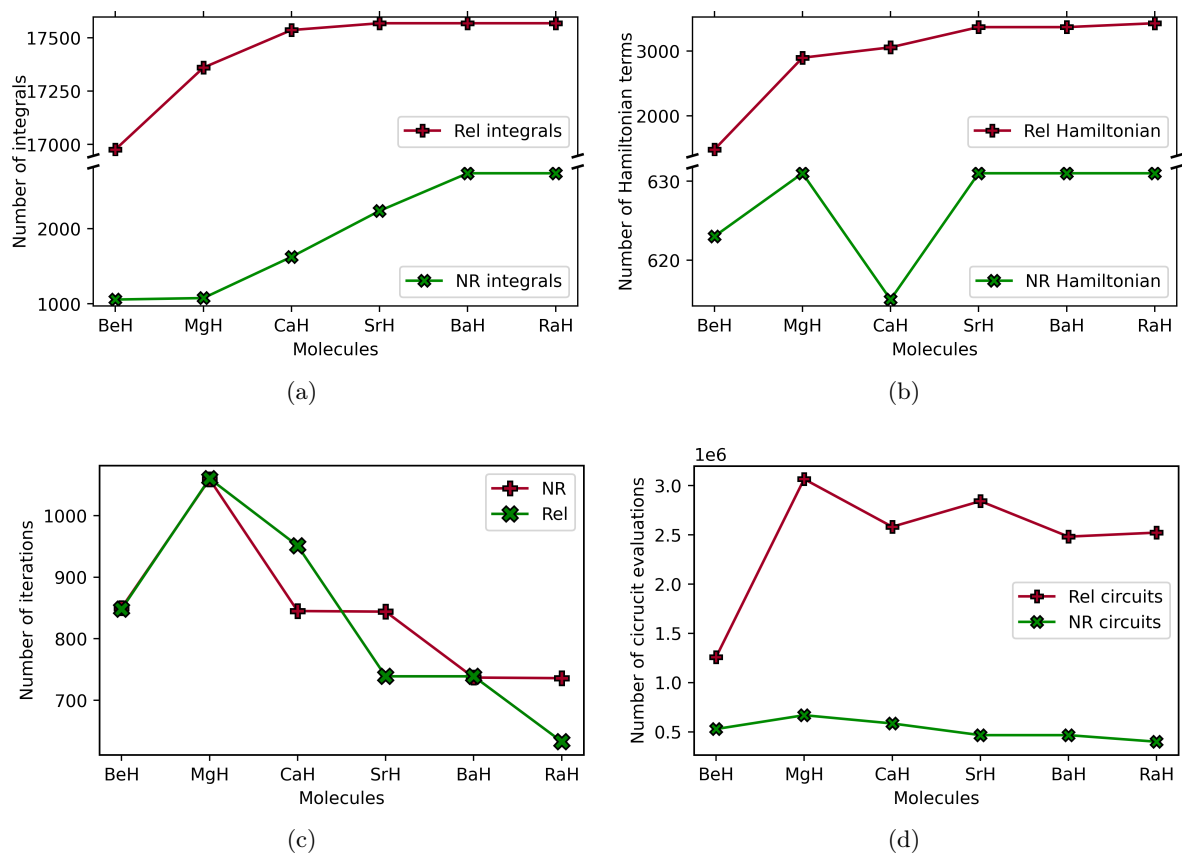 17500
17250
17000
2000
1000
Number of integrals
Rel integrals
NR integrals
BeH MgH CaH SrH BaH RaH
Molecules
(a)
3000
2000
630
620
Number of Hamiltonian terms
Rel Hamiltonian
NR Hamiltonian
BeH MgH CaH SrH BaH RaH
Molecules
(b)
1000
900
800
700
Number of iterations
NR
Rel
BeH MgH CaH SrH BaH RaH
Molecules
(c)
1e6
3.0
2.5
2.0
1.5
1.0
0.5
Number of cicrucit evaluations
Rel circuits
NR circuits
BeH MgH CaH SrH BaH RaH
Molecules
(d)